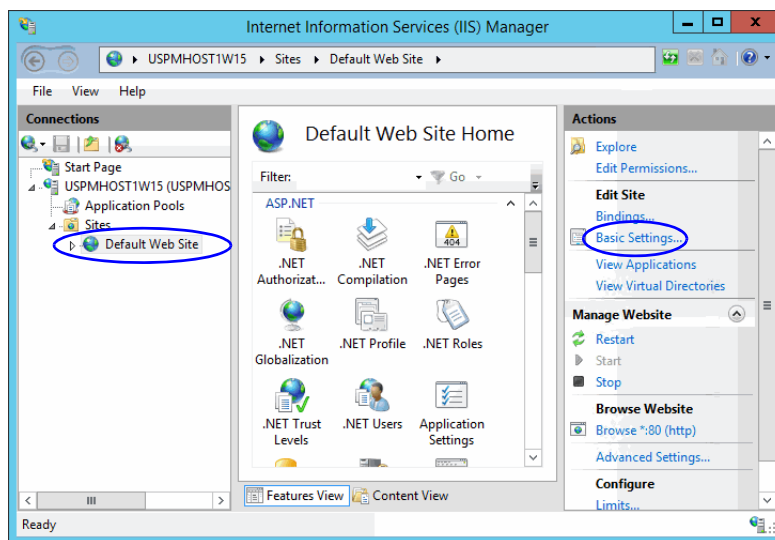 Internet Information Services (IIS) Manager
USPMHOST1W15 Sites Default Web Site
File View Help
Connections
Start Page
USPMHOST1W15 (USPMHOS
Application Pools
Sites
Default Web Site
Default Web Site Home
Filter: Go
ASP.NET
.NET Authorizat...
.NET Compilation
.NET Error Pages
404
.NET Globalization
.NET Profile
.NET Roles
.NET Trust Levels
.NET Users
Application Settings
Features View Content View
Actions
Explore
Edit Permissions...
Edit Site
Bindings...
Basic Settings...
View Applications
View Virtual Directories
Manage Website
Restart
Start
Stop
Browse Website
Browse *:80 (http)
Advanced Settings...
Configure
Limits...
Ready